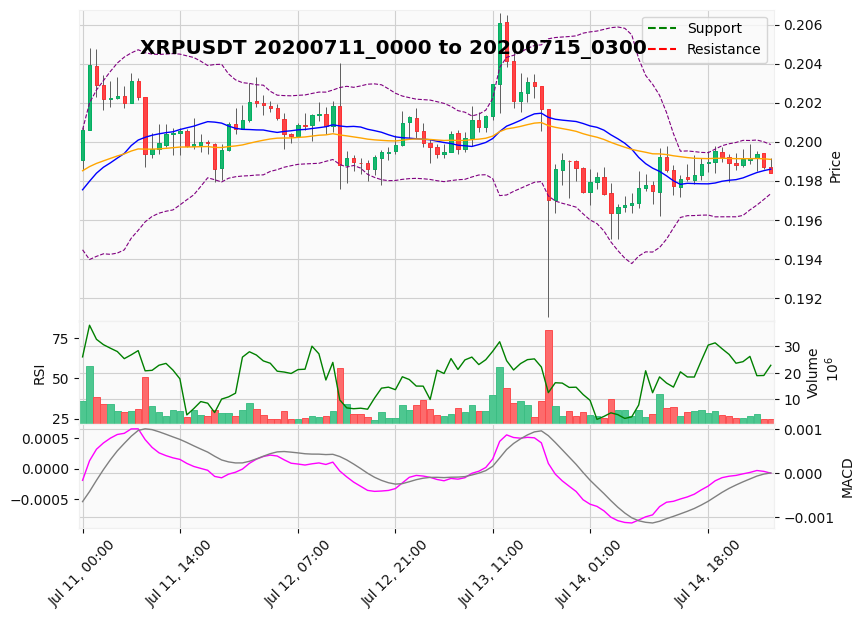 XRPUSDT 20200711_0000 to 20200715_0300
Support
Resistance
0.206
0.204
0.202
0.200
0.198
0.196
0.194
0.192
Price
75
50
25
RSI
30
20
10
Volume
10^6
0.0005
0.0000
−0.0005
0.001
0.000
−0.001
MACD
Jul 11, 00:00
Jul 11, 14:00
Jul 12, 07:00
Jul 12, 21:00
Jul 13, 11:00
Jul 14, 01:00
Jul 14, 18:00